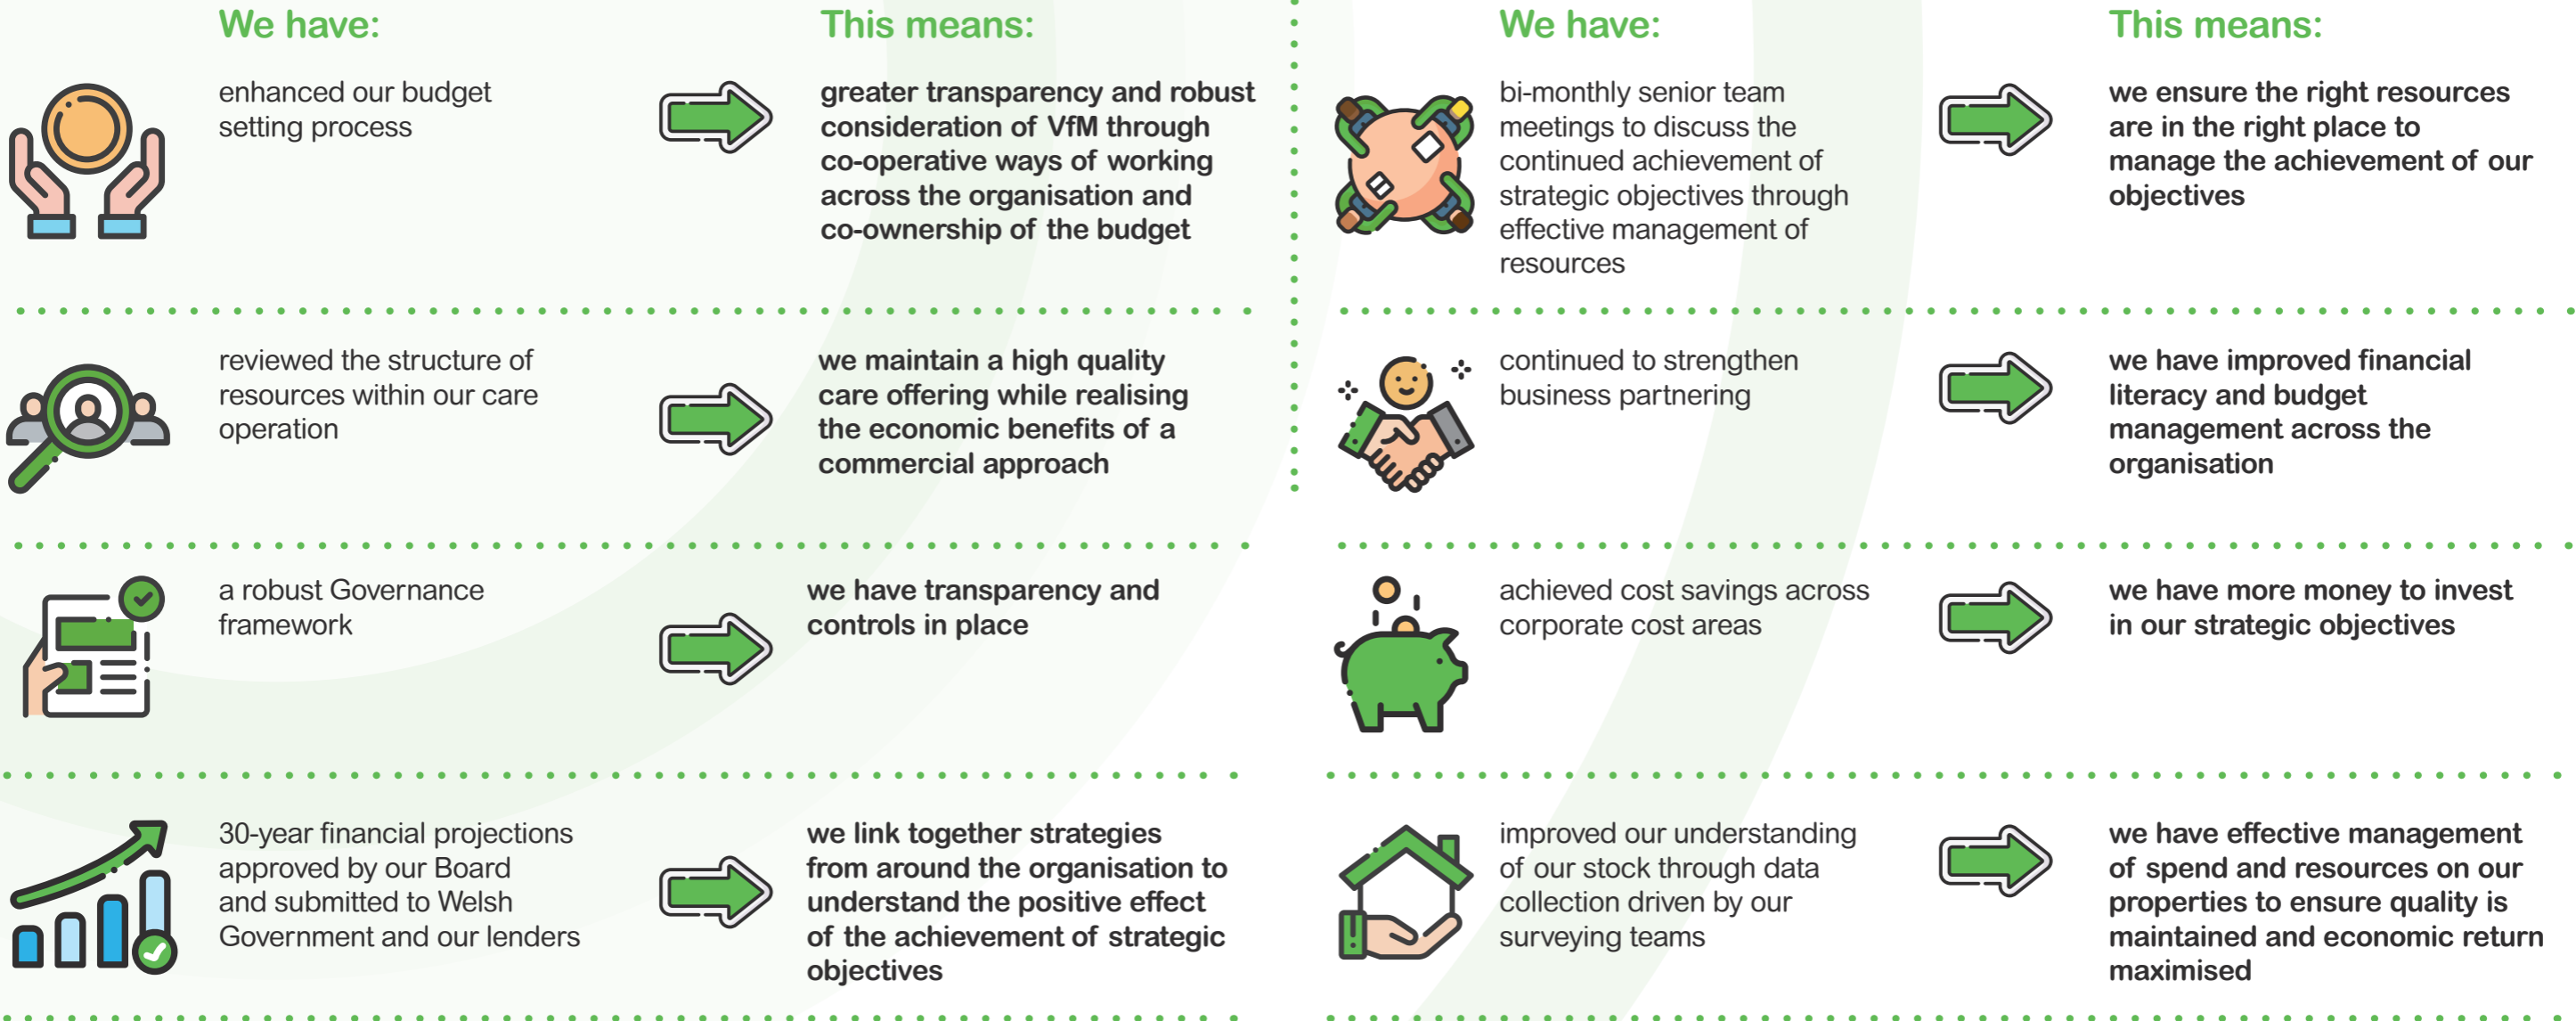 We have:
This means:
enhanced our budget
setting process
greater transparency and robust
consideration of VfM through
co-operative ways of working
across the organisation and
co-ownership of the budget
reviewed the structure of
resources within our care
operation
we maintain a high quality
care offering while realising
the economic benefits of a
commercial approach
a robust Governance
framework
we have transparency and
controls in place
30-year financial projections
approved by our Board
and submitted to Welsh
Government and our lenders
we link together strategies
from around the organisation to
understand the positive effect
of the achievement of strategic
objectives
We have:
This means:
bi-monthly senior team
meetings to discuss the
continued achievement of
strategic objectives through
effective management of
resources
we ensure the right resources
are in the right place to
manage the achievement of our
objectives
continued to strengthen
business partnering
we have improved financial
literacy and budget
management across the
organisation
achieved cost savings across
corporate cost areas
we have more money to invest
in our strategic objectives
improved our understanding
of our stock through data
collection driven by our
surveying teams
we have effective management
of spend and resources on our
properties to ensure quality is
maintained and economic return
maximised